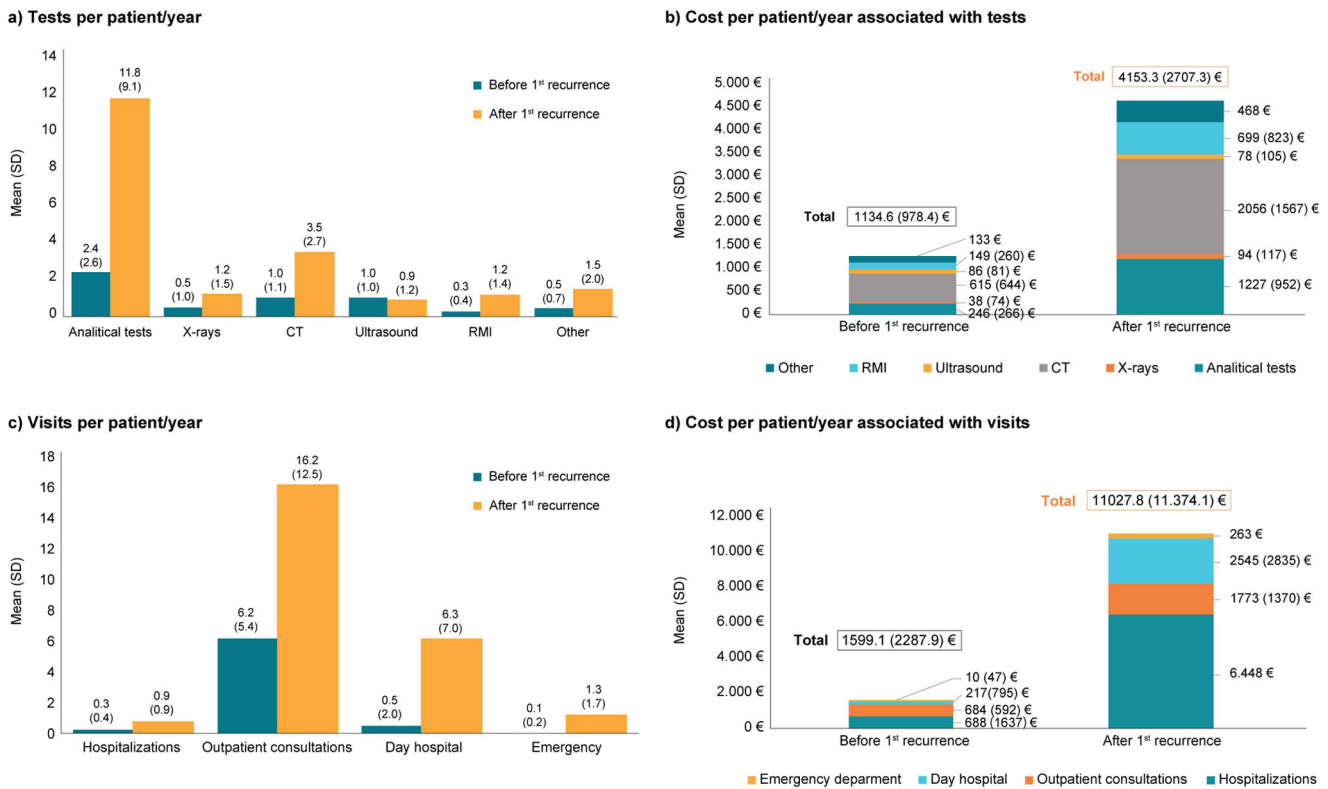 a) Tests per patient/year
Mean (SD)
14
12
10
8
6
4
2
0
11.8
(9.1)
2.4
(2.6)
0.5
(1.0)
1.2
(1.5)
1.0
(1.1)
3.5
(2.7)
1.0
(1.0)
0.9
(1.2)
0.3
(0.4)
1.2
(1.4)
0.5
(0.7)
1.5
(2.0)
Before 1st recurrence
After 1st recurrence
Analitical tests
X-rays
CT
Ultrasound
RMI
Other
b) Cost per patient/year associated with tests
Mean (SD)
5.000 €
4.500 €
4.000 €
3.500 €
3.000 €
2.500 €
2.000 €
1.500 €
1.000 €
500 €
0 €
Total 1134.6 (978.4) €
133 €
149 (260) €
86 (81) €
615 (644) €
38 (74) €
246 (266) €
Total 4153.3 (2707.3) €
468 €
699 (823) €
78 (105) €
2056 (1567) €
94 (117) €
1227 (952) €
Before 1st recurrence
After 1st recurrence
Other
RMI
Ultrasound
CT
X-rays
Analitical tests
c) Visits per patient/year
Mean (SD)
18
16
14
12
10
8
6
4
2
0
0.3
(0.4)
0.9
(0.9)
6.2
(5.4)
16.2
(12.5)
0.5
(2.0)
6.3
(7.0)
0.1
(0.2)
1.3
(1.7)
Before 1st recurrence
After 1st recurrence
Hospitalizations
Outpatient consultations
Day hospital
Emergency
d) Cost per patient/year associated with visits
Mean (SD)
12.000 €
10.000 €
8.000 €
6.000 €
4.000 €
2.000 €
0 €
Total 1599.1 (2287.9) €
10 (47) €
217(795) €
684 (592) €
688 (1637) €
Total 11027.8 (11.374.1) €
263 €
2545 (2835) €
1773 (1370) €
6.448 €
Before 1st recurrence
After 1st recurrence
Emergency deparment
Day hospital
Outpatient consultations
Hospitalizations